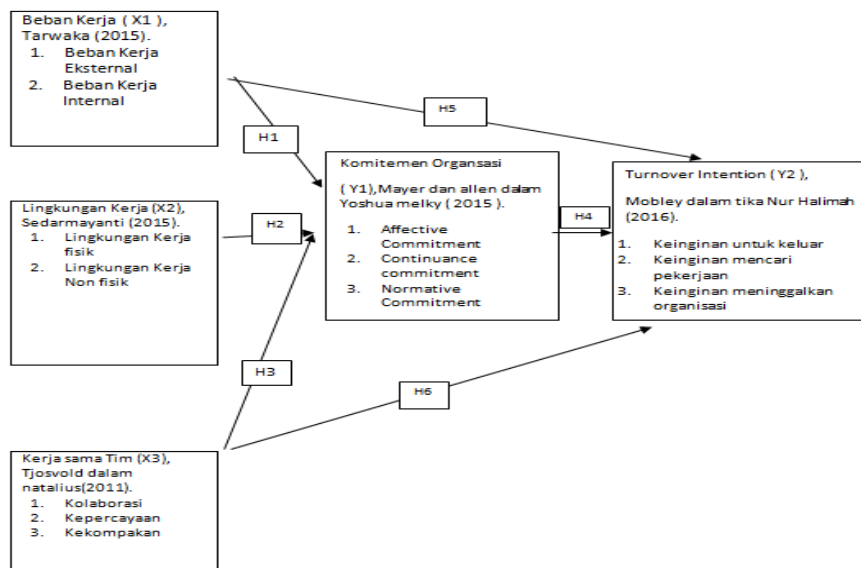 Beban Kerja ( X1 ),
Tarwaka (2015).
1. Beban Kerja
Eksternal
2. Beban Kerja
Internal
H1
H5
Komitemen Organsasi
( Y1),Mayer dan allen dalam
Yoshua melky ( 2015 ).
1. Affective
Commitment
2. Continuance
commitment
3. Normative
Commitment
Turnover Intention ( Y2 ),
Mobley dalam tika Nur Halimah
(2016).
1. Keinginan untuk keluar
2. Keinginan mencari
pekerjaan
3. Keinginan meninggalkan
organisasi
H4
Lingkungan Kerja (X2),
Sedarmayanti (2015).
1. Lingkungan Kerja
fisik
2. Lingkungan Kerja
Non fisik
H2
H3
H6
Kerja sama Tim (X3),
Tjosvold dalam
natalius(2011).
1. Kolaborasi
2. Kepercayaan
3. Kekompakan